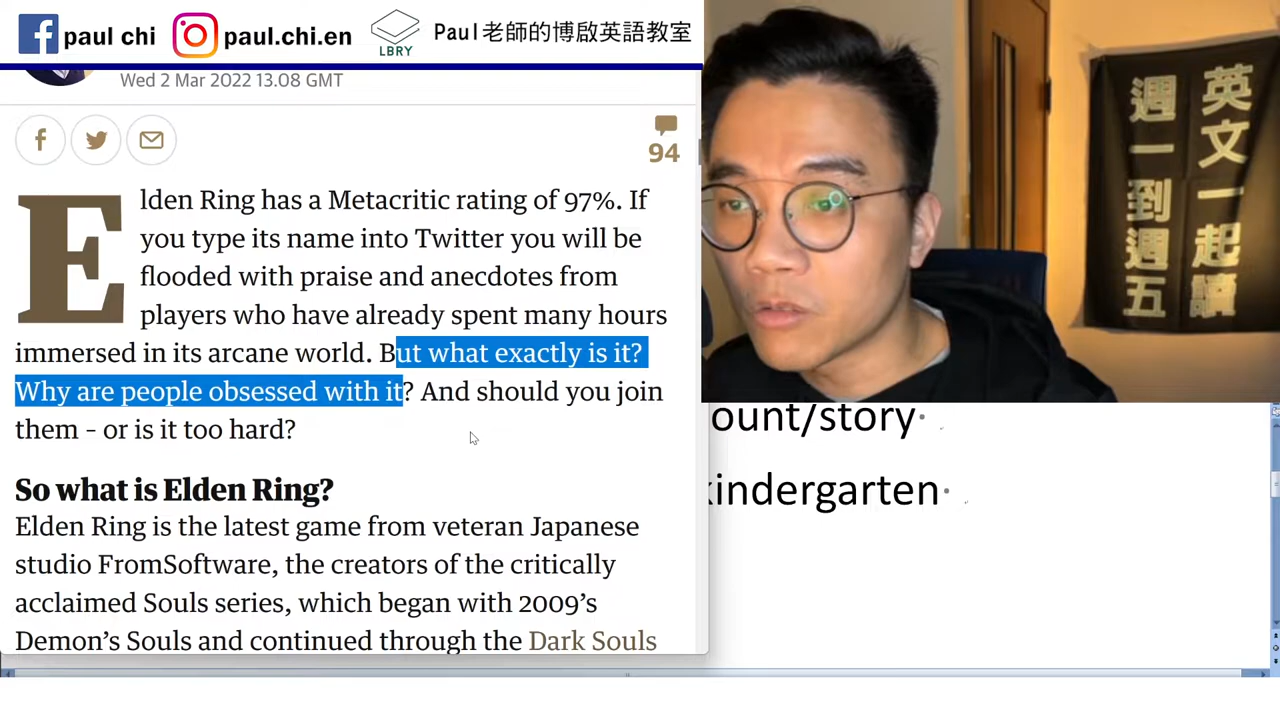 paul chi
paul.chi.en
LBRY
Paul老師的博啟英語教室
Wed 2 Mar 2022 13.08 GMT
94
Elden Ring has a Metacritic rating of 97%. If
you type its name into Twitter you will be
flooded with praise and anecdotes from
players who have already spent many hours
immersed in its arcane world. But what exactly is it?
Why are people obsessed with it? And should you join
them - or is it too hard?
So what is Elden Ring?
Elden Ring is the latest game from veteran Japanese
studio FromSoftware, the creators of the critically
acclaimed Souls series, which began with 2009's
Demon's Souls and continued through the Dark Souls
英文一起讀
週一到週五
ount/story
kindergarten